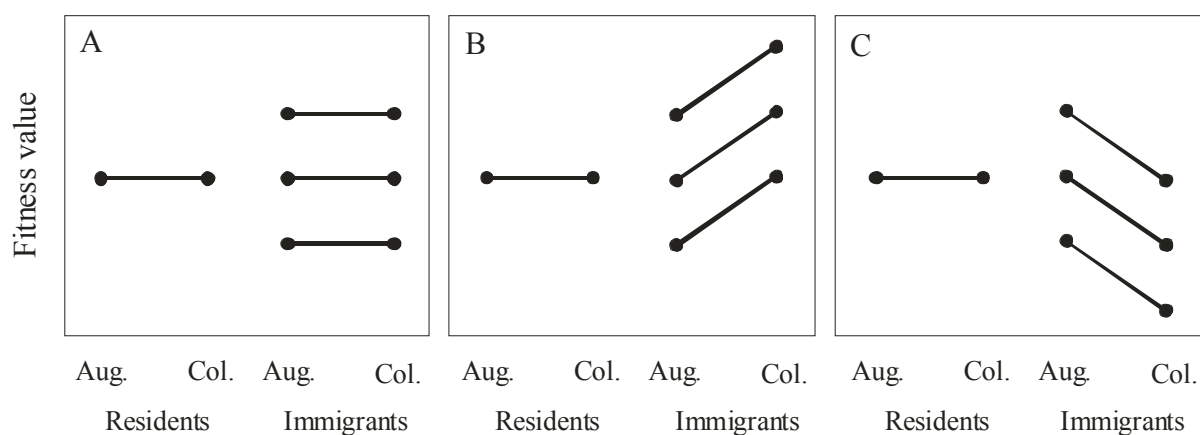 A B C
Fitness value
Aug. Col. Aug. Col. Aug. Col. Aug. Col. Aug. Col. Aug. Col.
Residents Immigrants Residents Immigrants Residents Immigrants